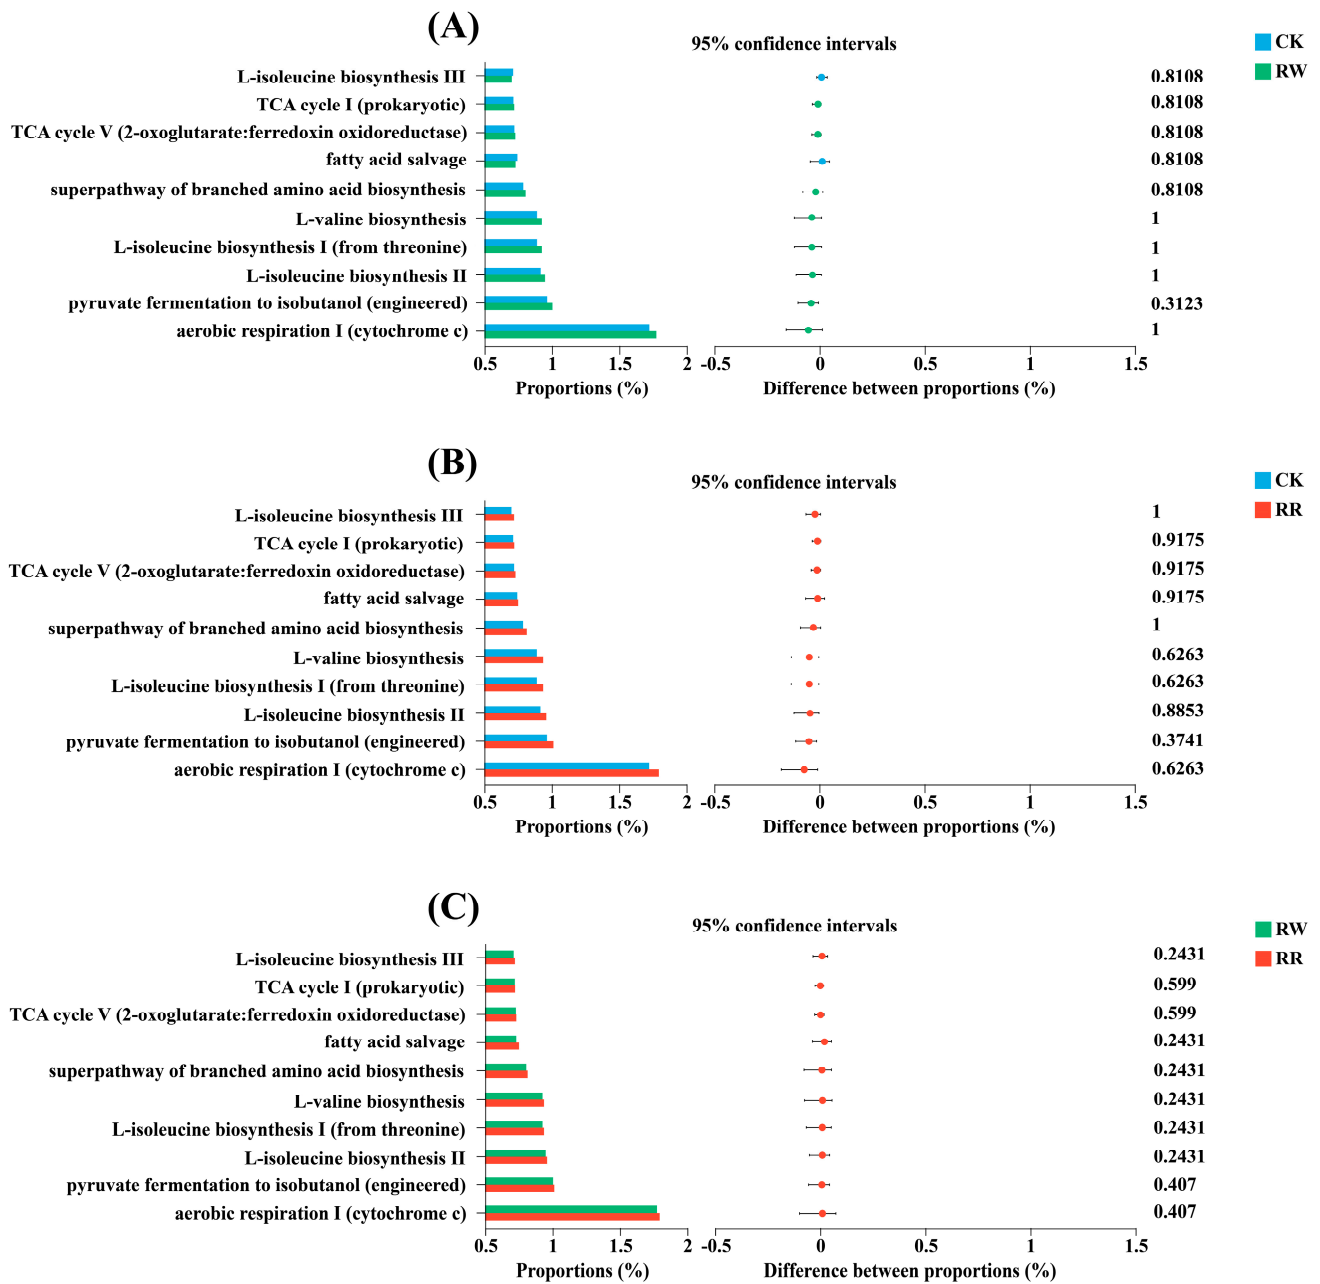 (A)
95% confidence intervals
CK
RW
L-isoleucine biosynthesis III
0.8108
TCA cycle I (prokaryotic)
0.8108
TCA cycle V (2-oxoglutarate:ferredoxin oxidoreductase)
0.8108
fatty acid salvage
0.8108
superpathway of branched amino acid biosynthesis
0.8108
L-valine biosynthesis
1
L-isoleucine biosynthesis I (from threonine)
1
L-isoleucine biosynthesis II
1
pyruvate fermentation to isobutanol (engineered)
0.3123
aerobic respiration I (cytochrome c)
1
0.5 1 1.5 2
-0.5 0 0.5 1 1.5
Proportions (%)
Difference between proportions (%)
(B)
95% confidence intervals
CK
RR
L-isoleucine biosynthesis III
1
TCA cycle I (prokaryotic)
0.9175
TCA cycle V (2-oxoglutarate:ferredoxin oxidoreductase)
0.9175
fatty acid salvage
0.9175
superpathway of branched amino acid biosynthesis
1
L-valine biosynthesis
0.6263
L-isoleucine biosynthesis I (from threonine)
0.6263
L-isoleucine biosynthesis II
0.8853
pyruvate fermentation to isobutanol (engineered)
0.3741
aerobic respiration I (cytochrome c)
0.6263
0.5 1 1.5 2
-0.5 0 0.5 1 1.5
Proportions (%)
Difference between proportions (%)
(C)
95% confidence intervals
RW
RR
L-isoleucine biosynthesis III
0.2431
TCA cycle I (prokaryotic)
0.599
TCA cycle V (2-oxoglutarate:ferredoxin oxidoreductase)
0.599
fatty acid salvage
0.2431
superpathway of branched amino acid biosynthesis
0.2431
L-valine biosynthesis
0.2431
L-isoleucine biosynthesis I (from threonine)
0.2431
L-isoleucine biosynthesis II
0.2431
pyruvate fermentation to isobutanol (engineered)
0.407
aerobic respiration I (cytochrome c)
0.407
0.5 1 1.5 2
-0.5 0 0.5 1 1.5
Proportions (%)
Difference between proportions (%)